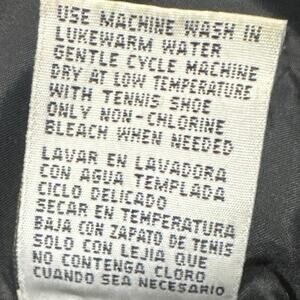 USE MACHINE WASH IN
LUKEWARM WATER
GENTLE CYCLE MACHINE
DRY AT LOW TEMPERATURE
WITH TENNIS SHOE
ONLY NON-CHLORINE
BLEACH WHEN NEEDED
LAVAR EN LAVADORA
CON AGUA TEMPLADA
CICLO DELICADO
SECAR EN TEMPERATURA
BAJA CON ZAPATO DE TENIS
SOLO CON LEJIA QUE
NO CONTENGA CLORO
CUANDO SEA NECESARIO